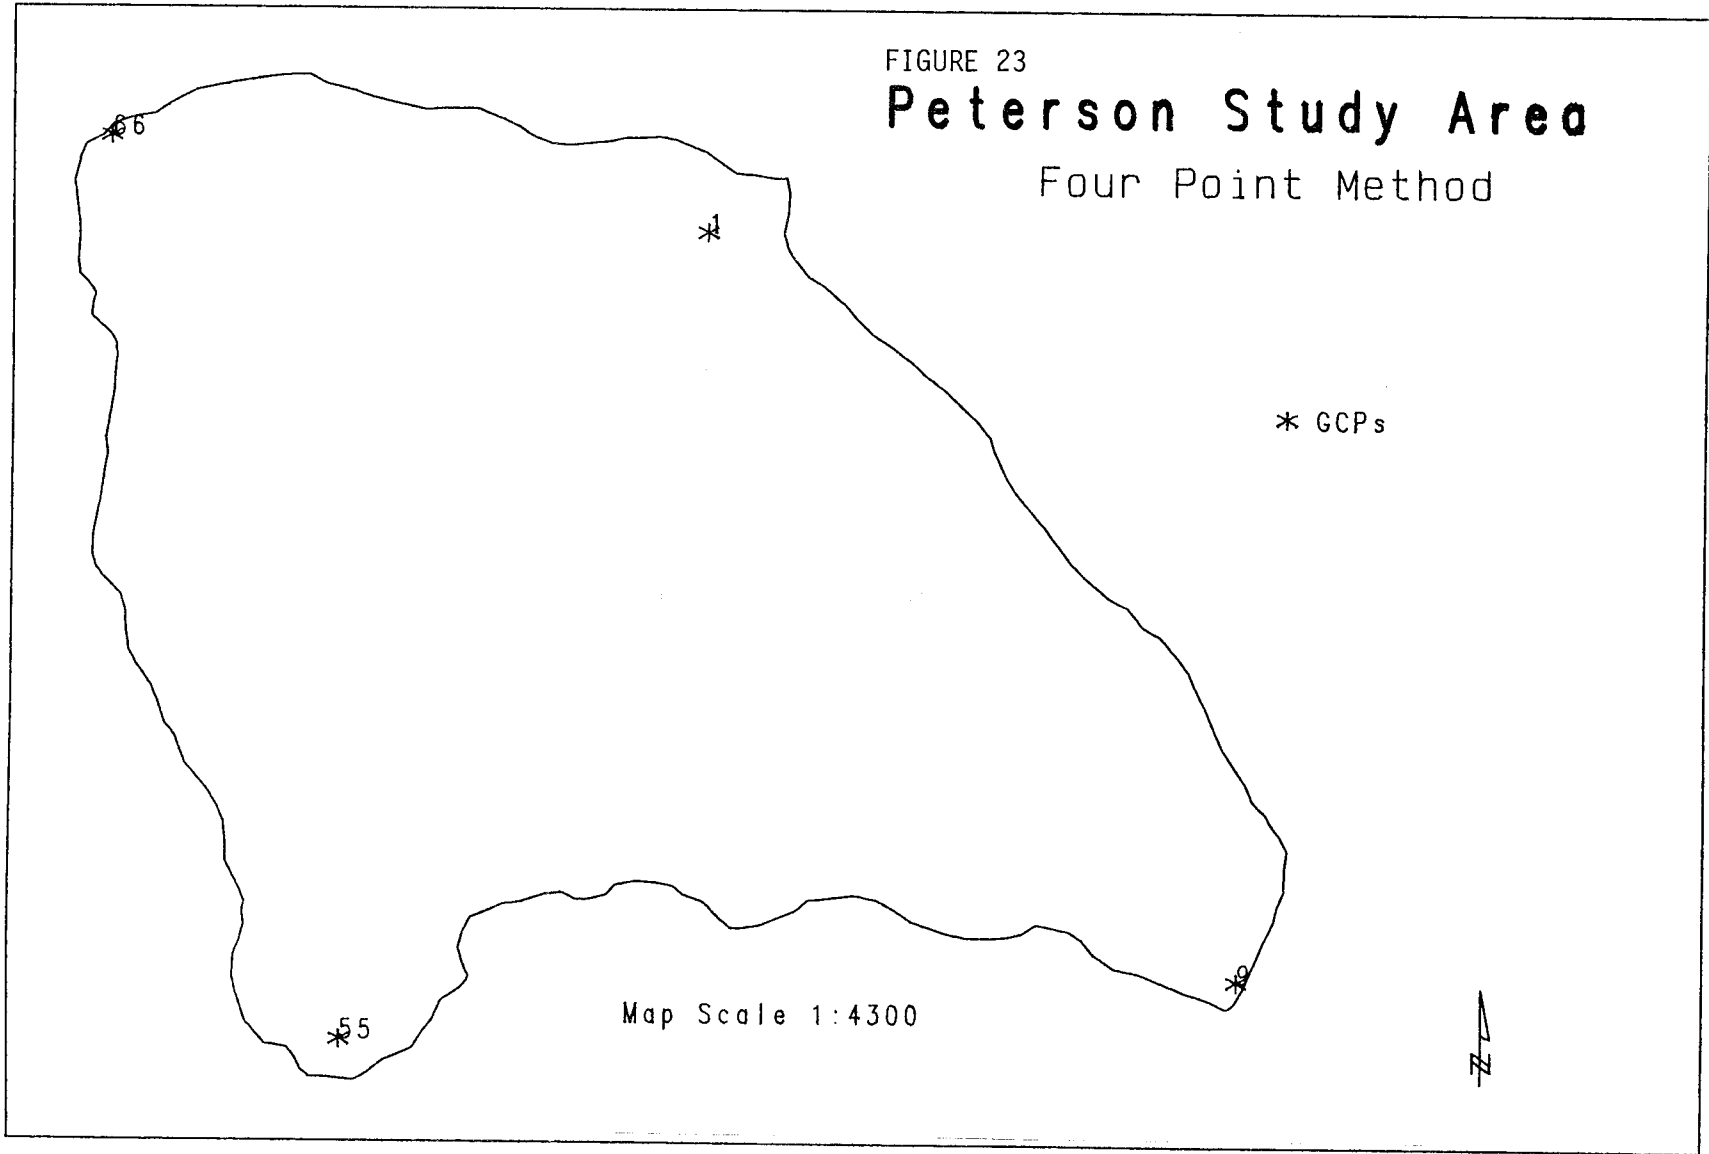 FIGURE 23
Peterson Study Area
Four Point Method
66
1
* GCPs
9
Map Scale 1:4300
55
N